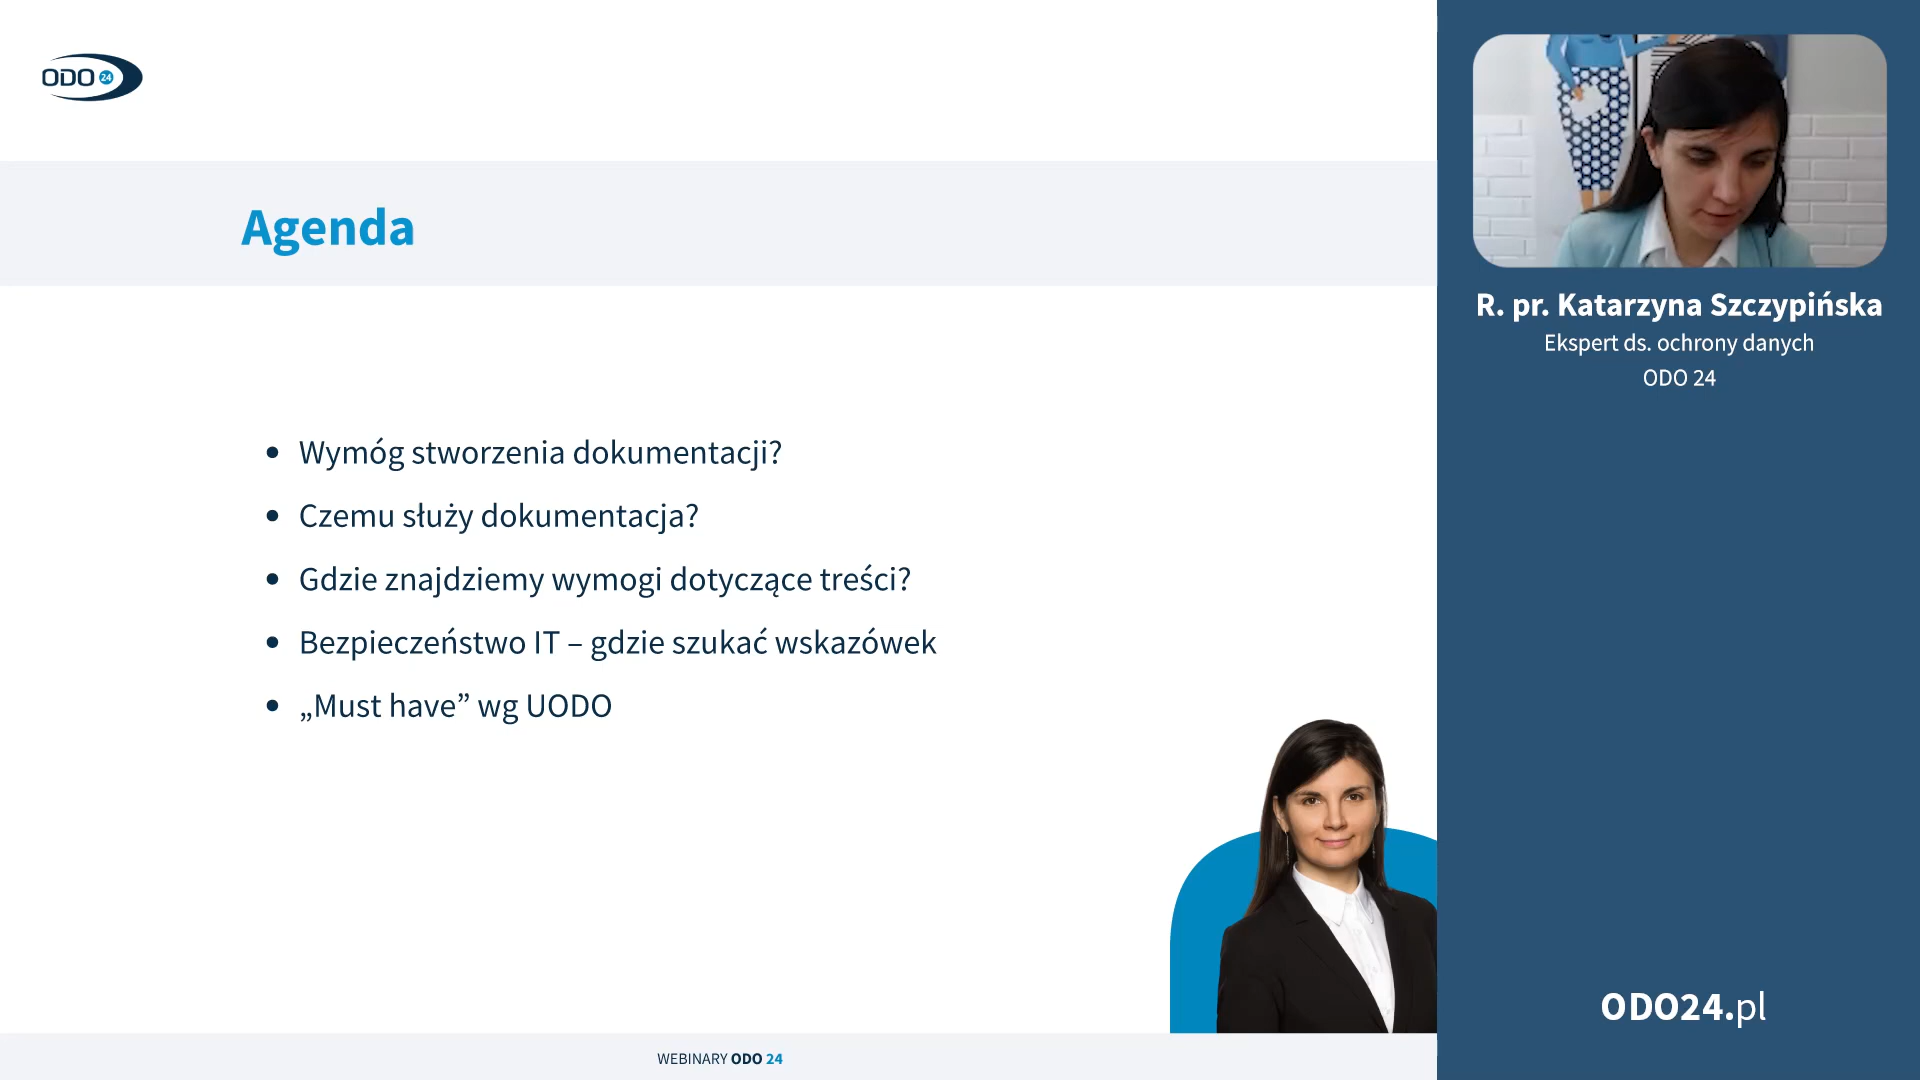 ODO 24
Agenda
• Wymóg stworzenia dokumentacji?
• Czemu służy dokumentacja?
• Gdzie znajdziemy wymogi dotyczące treści?
• Bezpieczeństwo IT – gdzie szukać wskazówek
• „Must have” wg UODO
WEBINARY ODO 24
R. pr. Katarzyna Szczypińska
Ekspert ds. ochrony danych
ODO 24
ODO24.pl